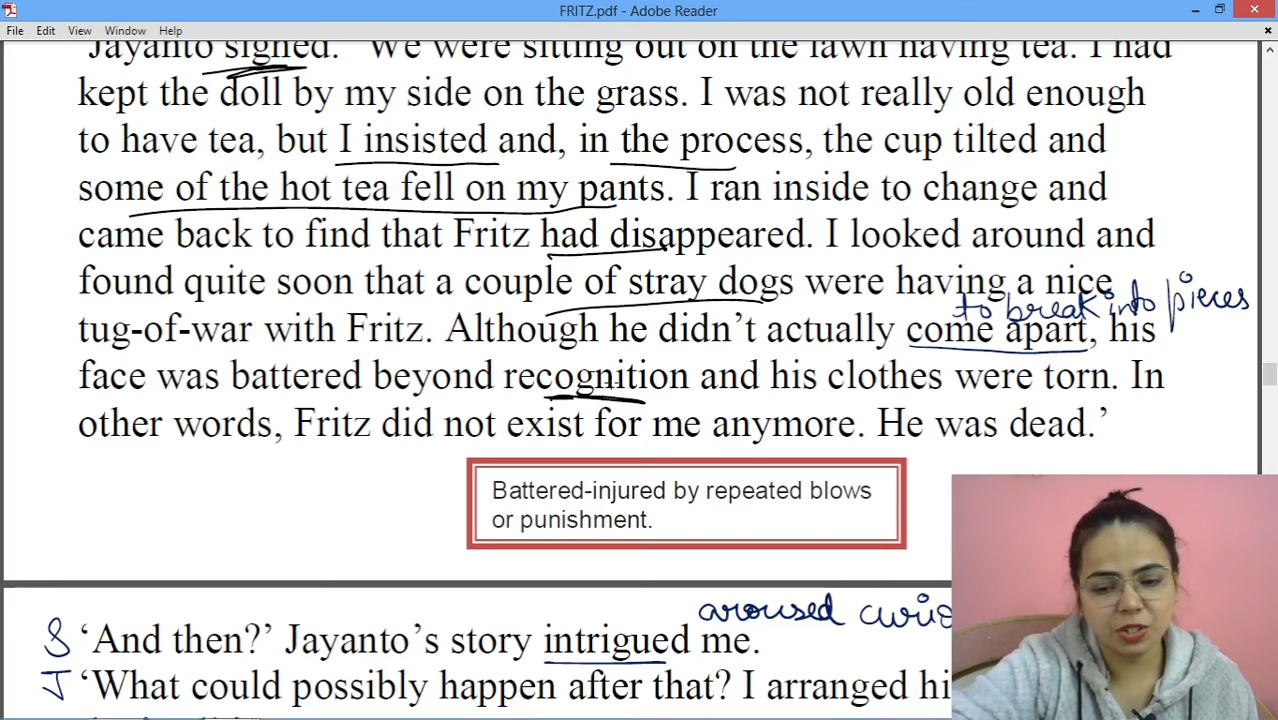 FRITZ.pdf - Adobe Reader
File Edit View Window Help
‘Jayanto sighed. ‘We were sitting out on the lawn having tea. I had
kept the doll by my side on the grass. I was not really old enough
to have tea, but I insisted and, in the process, the cup tilted and
some of the hot tea fell on my pants. I ran inside to change and
came back to find that Fritz had disappeared. I looked around and
found quite soon that a couple of stray dogs were having a nice
to break into pieces
tug-of-war with Fritz. Although he didn’t actually come apart, his
face was battered beyond recognition and his clothes were torn. In
other words, Fritz did not exist for me anymore. He was dead.’
Battered-injured by repeated blows
or punishment.
aroused
S ‘And then?’ Jayanto’s story intrigued me.
J ‘What could possibly happen after that? I arranged